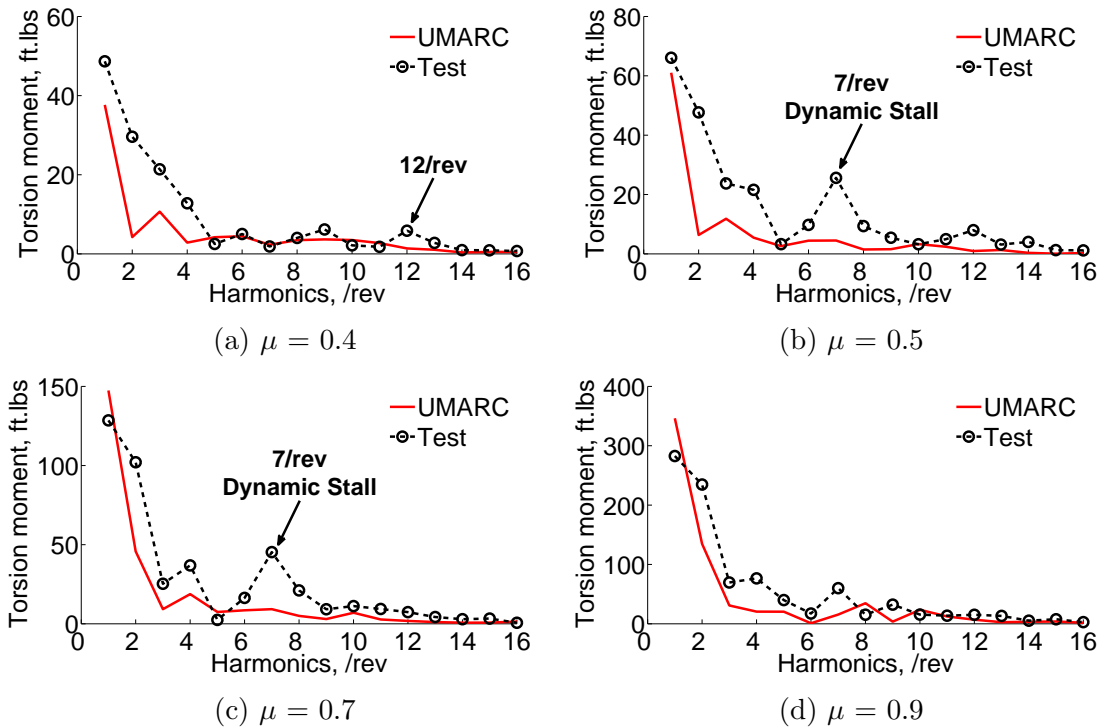 60
40
20
0
Torsion moment, ft.lbs
UMARC
Test
12/rev
0 2 4 6 8 10 12 14 16
Harmonics, /rev
(a) μ = 0.4
80
60
40
20
0
Torsion moment, ft.lbs
UMARC
Test
7/rev
Dynamic Stall
0 2 4 6 8 10 12 14 16
Harmonics, /rev
(b) μ = 0.5
150
100
50
0
Torsion moment, ft.lbs
UMARC
Test
7/rev
Dynamic Stall
0 2 4 6 8 10 12 14 16
Harmonics, /rev
(c) μ = 0.7
400
300
200
100
0
Torsion moment, ft.lbs
UMARC
Test
0 2 4 6 8 10 12 14 16
Harmonics, /rev
(d) μ = 0.9